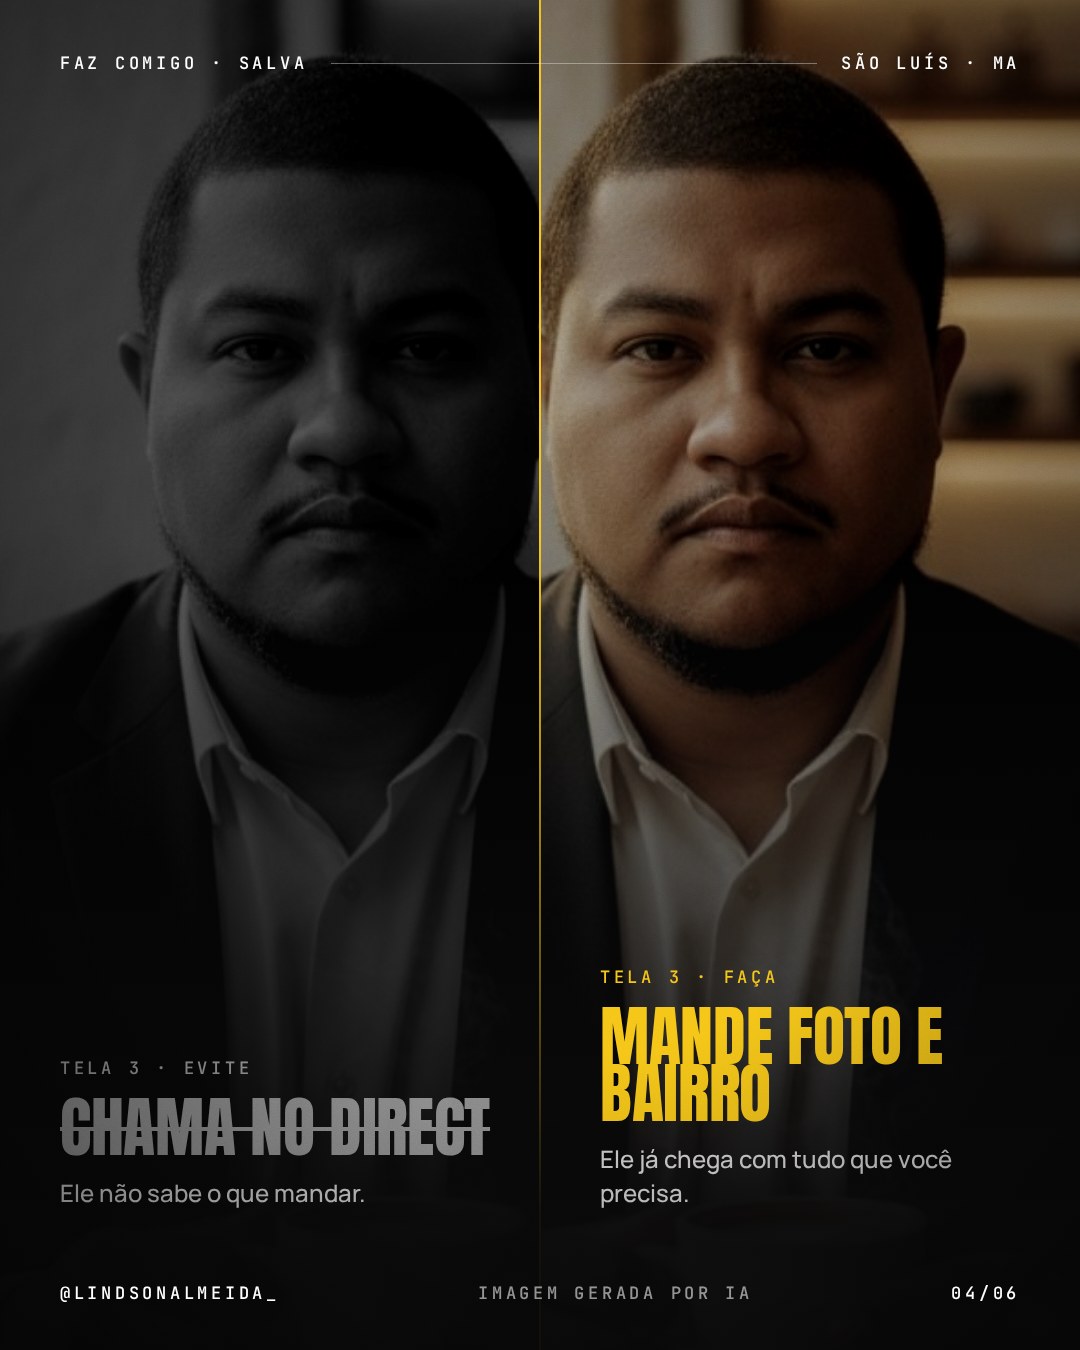 FAZ COMIGO · SALVA
SÃO LUÍS · MA
TELA 3 · EVITE
CHAMA NO DIRECT
Ele não sabe o que mandar.
TELA 3 · FAÇA
MANDE FOTO E
BAIRRO
Ele já chega com tudo que você
precisa.
@LINDSONALMEIDA_
IMAGEM GERADA POR IA
04/06